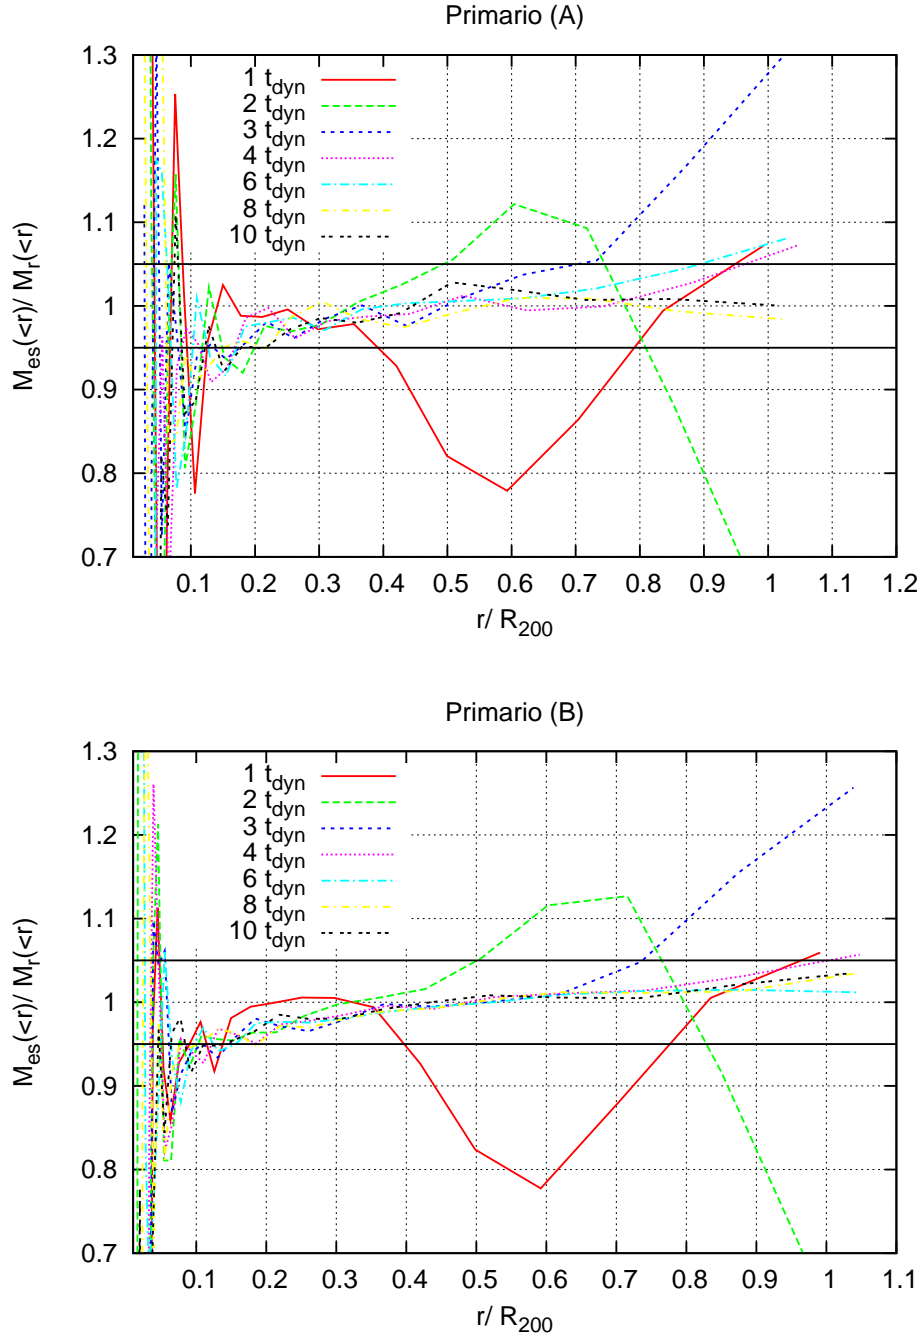 Primario (A)
M_es(<r)/ M_r(<r)
1.3
1.2
1.1
1
0.9
0.8
0.7
1 t_dyn
2 t_dyn
3 t_dyn
4 t_dyn
6 t_dyn
8 t_dyn
10 t_dyn
0.1 0.2 0.3 0.4 0.5 0.6 0.7 0.8 0.9 1 1.1 1.2
r/ R_200
Primario (B)
M_es(<r)/ M_r(<r)
1.3
1.2
1.1
1
0.9
0.8
0.7
1 t_dyn
2 t_dyn
3 t_dyn
4 t_dyn
6 t_dyn
8 t_dyn
10 t_dyn
0.1 0.2 0.3 0.4 0.5 0.6 0.7 0.8 0.9 1 1.1
r/ R_200